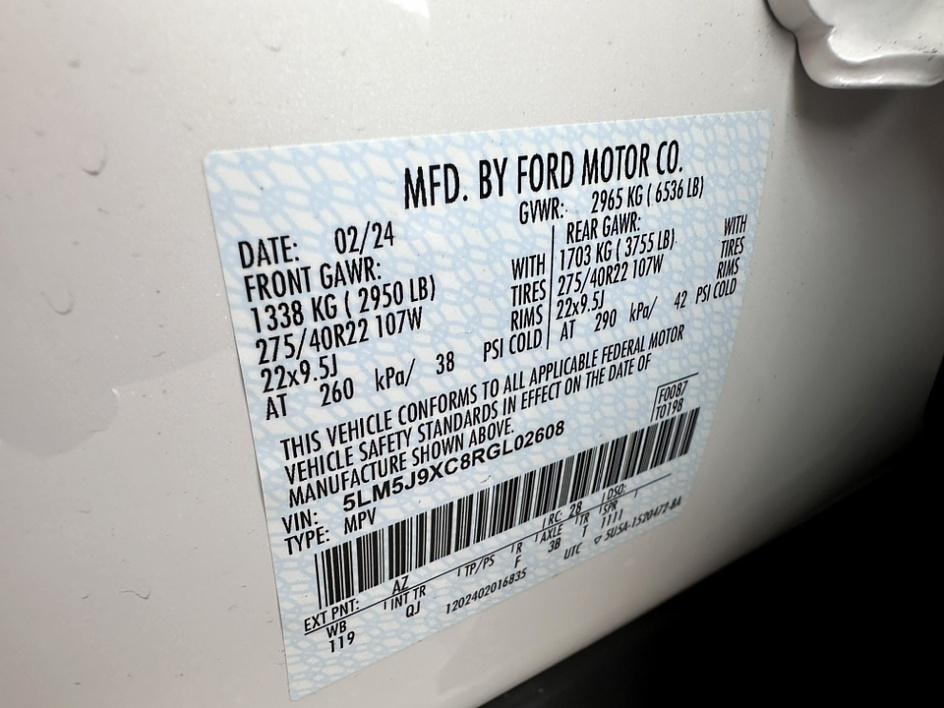 MFD. BY FORD MOTOR CO.
DATE: 02/24
GVWR: 2965 KG ( 6536 LB)
FRONT GAWR:
1338 KG ( 2950 LB) WITH
275/40R22 107W TIRES
22x9.5J RIMS
AT 260 kPa/ 38 PSI COLD
REAR GAWR:
1703 KG ( 3755 LB) WITH
275/40R22 107W TIRES
22x9.5J RIMS
AT 290 kPa/ 42 PSI COLD
THIS VEHICLE CONFORMS TO ALL APPLICABLE FEDERAL MOTOR
VEHICLE SAFETY STANDARDS IN EFFECT ON THE DATE OF
MANUFACTURE SHOWN ABOVE.
F0087
T0198
VIN: 5LM5J9XC8RGL02608
TYPE: MPV
EXT PNT: AZ RC: 28 DSO:
WB INT TR TP/PS R AXLE TR SPR
119 QJ F 3B T 1111
1202402016835 UTC ▽ 5U5A-1520472-BA